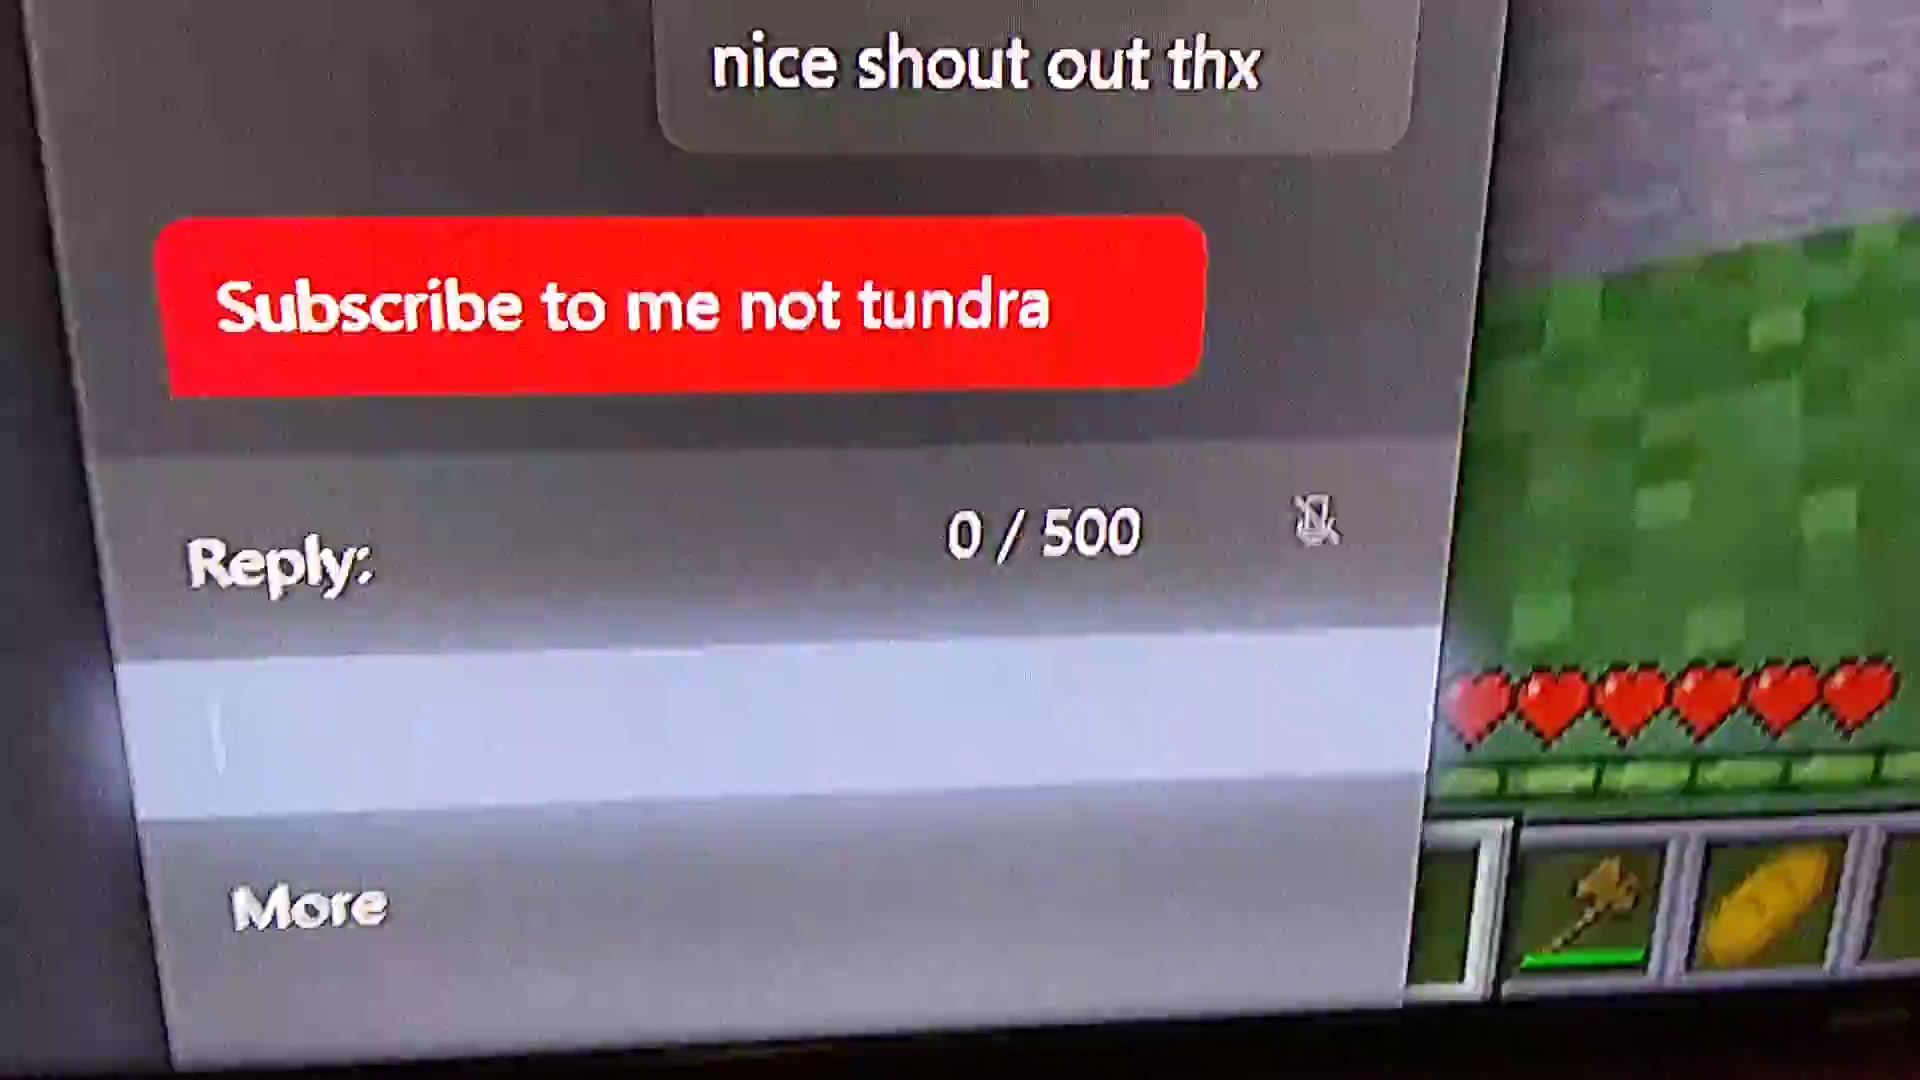 nice shout out thx
Subscribe to me not tundra
Reply:
0 / 500
More